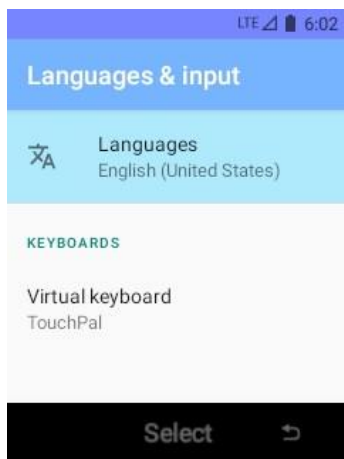 LTE 6:02
Languages & input
Languages
English (United States)
KEYBOARDS
Virtual keyboard
TouchPal
Select